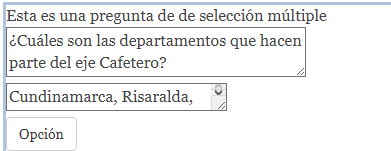 Esta es una pregunta de de selección múltiple
¿Cuáles son las departamentos que hacen
parte del eje Cafetero?
Cundinamarca, Risaralda,
Opción